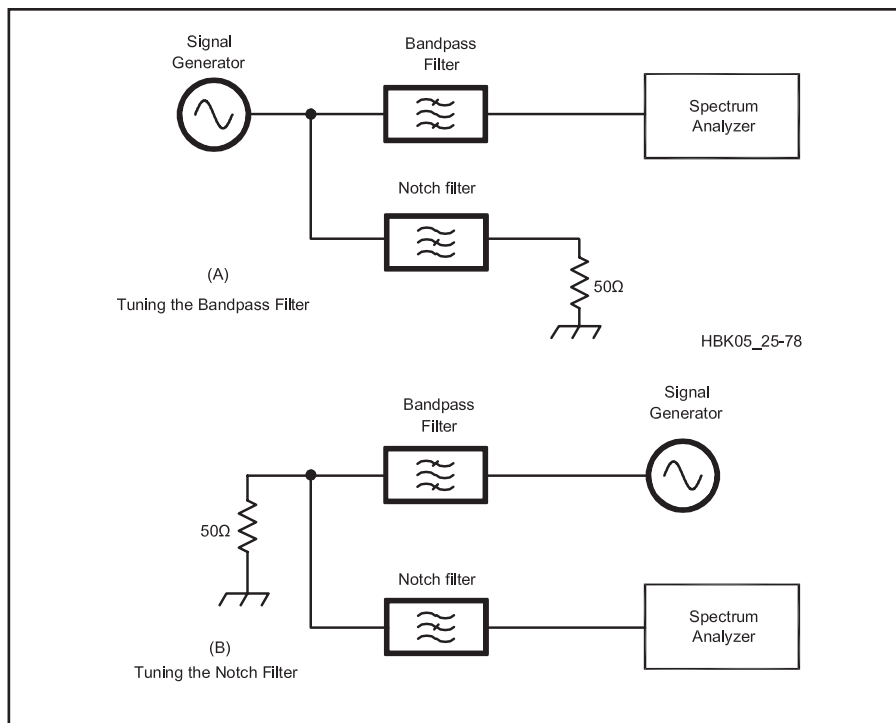 Signal
Generator
Bandpass
Filter
Spectrum
Analyzer
Notch filter
50Ω
(A)
Tuning the Bandpass Filter
HBK05_25-78
Bandpass
Filter
Signal
Generator
50Ω
Notch filter
Spectrum
Analyzer
(B)
Tuning the Notch Filter